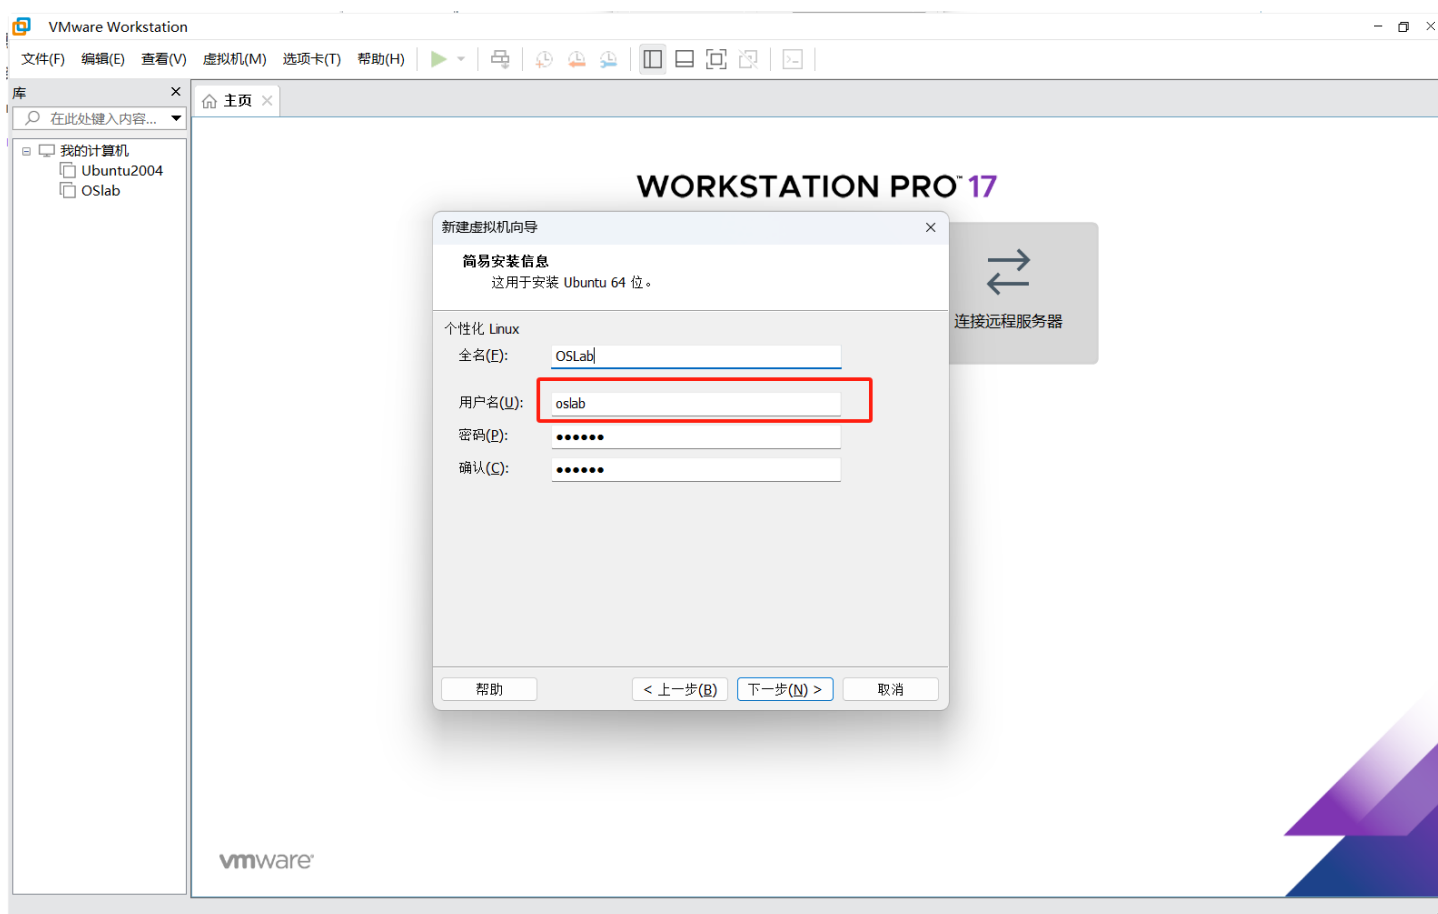 VMware Workstation
文件(F) 编辑(E) 查看(V) 虚拟机(M) 选项卡(T) 帮助(H)
库
主页
在此处键入内容...
我的计算机
Ubuntu2004
OSlab
WORKSTATION PRO™ 17
新建虚拟机向导
简易安装信息
这用于安装 Ubuntu 64 位。
连接远程服务器
个性化 Linux
全名(F): OSLab
用户名(U): oslab
密码(P): ●●●●●●
确认(C): ●●●●●●
帮助 < 上一步(B) 下一步(N) > 取消
vmware®